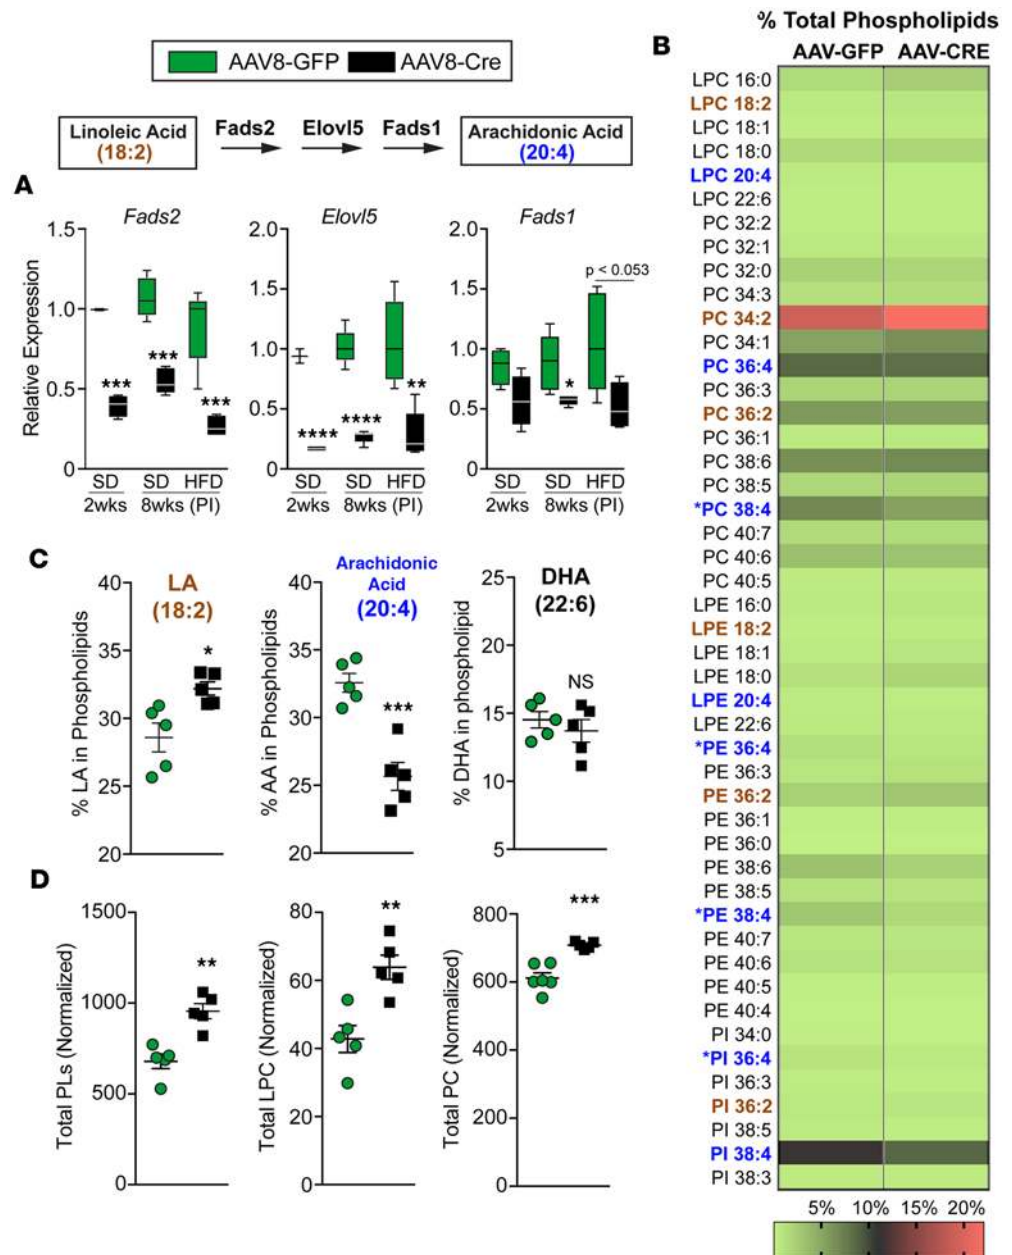 AAV8-GFP AAV8-Cre
Linoleic Acid
(18:2)
Fads2 Elovl5 Fads1
Arachidonic Acid
(20:4)
A
Fads2
Relative Expression
1.5
1.0
0.5
0
***
***
***
SD SD HFD
2wks 8wks (PI)
Elovl5
2.0
1.5
1.0
0.5
0
****
****
**
SD SD HFD
2wks 8wks (PI)
Fads1
2.0
1.5
1.0
0.5
0
*
p < 0.053
SD SD HFD
2wks 8wks (PI)
B
% Total Phospholipids
AAV-GFP AAV-CRE
LPC 16:0
LPC 18:2
LPC 18:1
LPC 18:0
LPC 20:4
LPC 22:6
PC 32:2
PC 32:1
PC 32:0
PC 34:3
PC 34:2
PC 34:1
PC 36:4
PC 36:3
PC 36:2
PC 36:1
PC 38:6
PC 38:5
*PC 38:4
PC 40:7
PC 40:6
PC 40:5
LPE 16:0
LPE 18:2
LPE 18:1
LPE 18:0
LPE 20:4
LPE 22:6
*PE 36:4
PE 36:3
PE 36:2
PE 36:1
PE 36:0
PE 38:6
PE 38:5
*PE 38:4
PE 40:7
PE 40:6
PE 40:5
PE 40:4
PI 34:0
*PI 36:4
PI 36:3
PI 36:2
PI 38:5
PI 38:4
PI 38:3
5% 10% 15% 20%
C
LA
(18:2)
% LA in Phospholipids
40
35
30
25
20
*
Arachidonic
Acid
(20:4)
% AA in Phospholipids
40
35
30
25
20
***
DHA
(22:6)
% DHA in phospholipid
25
20
15
10
5
NS
D
Total PLs (Normalized)
1500
1000
500
0
**
Total LPC (Normalized)
80
60
40
20
0
**
Total PC (Normalized)
800
600
400
200
0
***